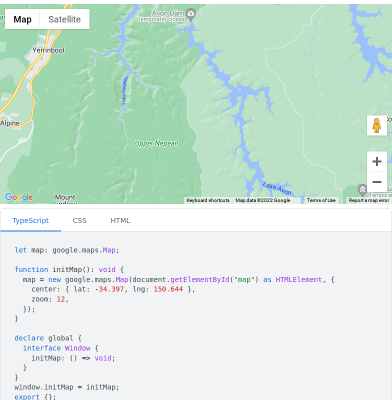 Map
Satellite
Avon Dam
Temporarily closed
Yerrinbool
Lake Nepean
Alpine
Upper Nepean
Lake Avon
Google
Mount
Keyboard shortcuts
Map data ©2022 Google
Terms of Use
Report a map error
TypeScript
CSS
HTML
let map: google.maps.Map;
function initMap(): void {
  map = new google.maps.Map(document.getElementById("map") as HTMLElement, {
    center: { lat: -34.397, lng: 150.644 },
    zoom: 12,
  });
}
declare global {
  interface Window {
    initMap: () => void;
  }
}
window.initMap = initMap;
export {};